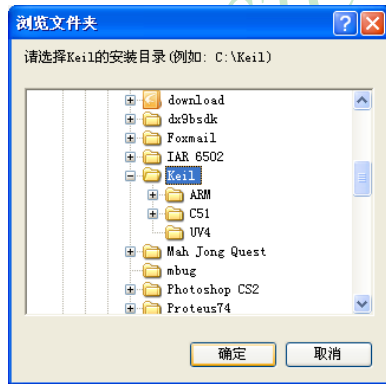 浏览文件夹
请选择Keil的安装目录(例如: C:\Keil)
download
dx9bsdk
Foxmail
IAR 6502
Keil
ARM
C51
UV4
Mah Jong Quest
mbug
Photoshop CS2
Proteus74
确定 取消